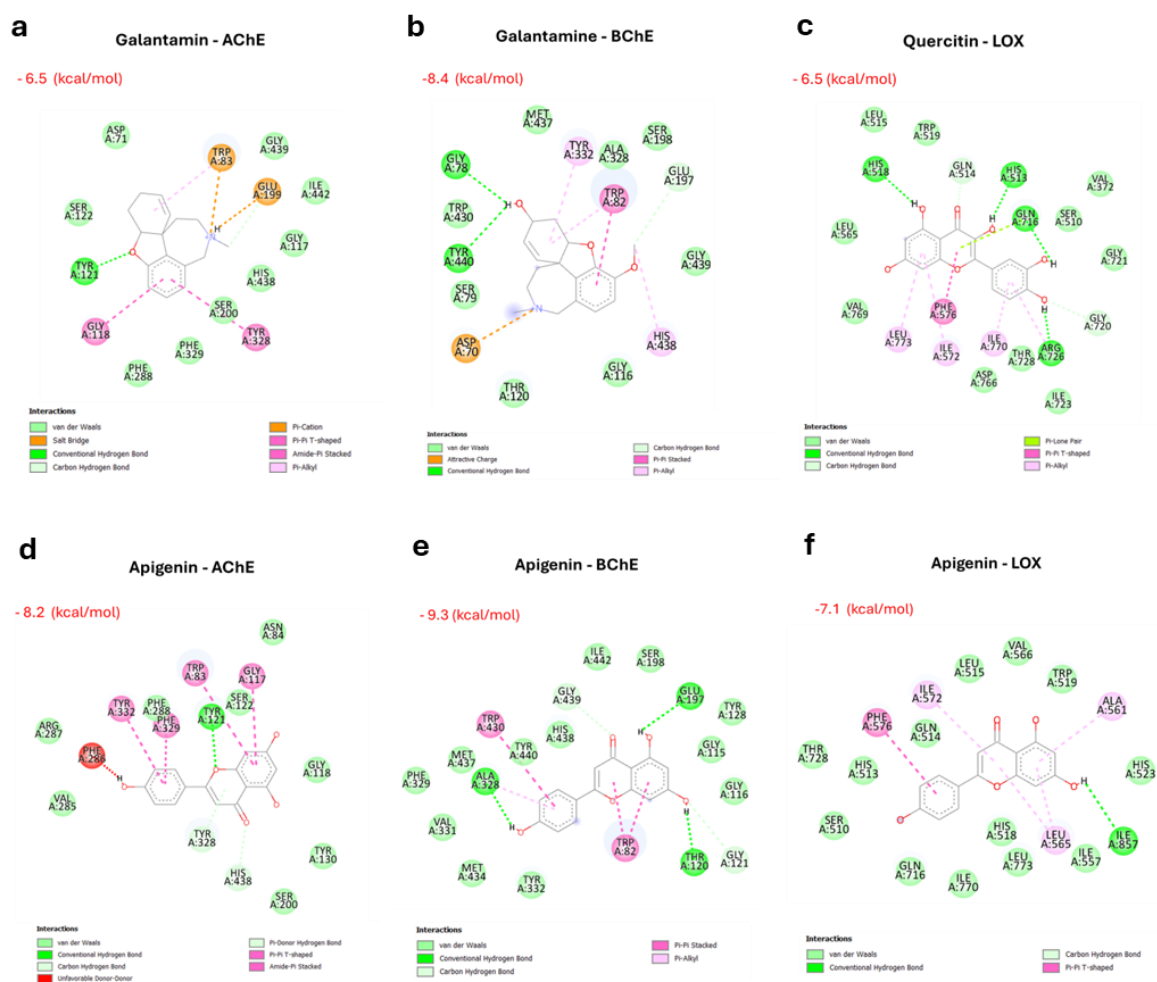 a
Galantamin - AChE
- 6.5 (kcal/mol)
ASP
A:71
TRP
A:83
GLY
A:439
GLU
A:199
ILE
A:442
SER
A:122
H
N
GLY
A:117
TYR
A:121
O
HIS
A:438
SER
A:200
GLY
A:118
TYR
A:328
PHE
A:329
PHE
A:288
Interactions
van der Waals
Salt Bridge
Conventional Hydrogen Bond
Carbon Hydrogen Bond
Pi-Cation
Pi-Pi T-shaped
Amide-Pi Stacked
Pi-Alkyl
b
Galantamine - BChE
-8.4 (kcal/mol)
MET
A:437
TYR
A:332
ALA
A:328
SER
A:198
GLY
A:78
GLU
A:197
TRP
A:82
H
O
TRP
A:430
O
O
TYR
A:440
GLY
A:439
SER
A:79
N
ASP
A:70
HIS
A:438
GLY
A:116
THR
A:120
Interactions
van der Waals
Attractive Charge
Conventional Hydrogen Bond
Carbon Hydrogen Bond
Pi-Pi Stacked
Pi-Alkyl
c
Quercitin - LOX
- 6.5 (kcal/mol)
LEU
A:515
TRP
A:519
HIS
A:518
GLY
A:514
HIS
A:513
VAL
A:372
H
O
O
H
O
GLN
A:716
SER
A:510
LEU
A:565
GLY
A:721
O
O
O
H
O
H
VAL
A:769
PHE
A:576
GLY
A:720
LEU
A:773
ILE
A:572
ILE
A:770
THR
A:728
ARG
A:726
ASP
A:766
ILE
A:723
Interactions
van der Waals
Conventional Hydrogen Bond
Carbon Hydrogen Bond
Pi-Lone Pair
Pi-Pi T-shaped
Pi-Alkyl
d
Apigenin - AChE
- 8.2 (kcal/mol)
ASN
A:84
TRP
A:83
GLY
A:117
TYR
A:332
PHE
A:288
SER
A:122
TYR
A:121
PHE
A:329
ARG
A:287
PHE
A:286
O
O
GLY
A:118
H
O
O
O
VAL
A:285
TYR
A:328
TYR
A:130
HIS
A:438
SER
A:200
Interactions
van der Waals
Conventional Hydrogen Bond
Carbon Hydrogen Bond
Unfavorable Donor-Donor
Pi-Donor Hydrogen Bond
Pi-Pi T-shaped
Amide-Pi Stacked
e
Apigenin - BChE
- 9.3 (kcal/mol)
ILE
A:442
SER
A:198
GLY
A:439
GLU
A:197
TRP
A:430
HIS
A:438
H
O
O
TYR
A:128
TYR
A:440
GLY
A:115
MET
A:437
PHE
A:329
ALA
A:328
GLY
A:116
O
O
H
H
O
VAL
A:331
TRP
A:82
THR
A:120
GLY
A:121
MET
A:434
TYR
A:332
Interactions
van der Waals
Conventional Hydrogen Bond
Carbon Hydrogen Bond
Pi-Pi Stacked
Pi-Alkyl
f
Apigenin - LOX
-7.1 (kcal/mol)
VAL
A:566
LEU
A:515
TRP
A:519
ILE
A:572
ALA
A:561
PHE
A:576
GLN
A:514
O
O
THR
A:728
HIS
A:513
HIS
A:523
O
O
H
SER
A:510
O
HIS
A:518
LEU
A:565
ILE
A:557
ILE
A:857
GLN
A:716
ILE
A:770
LEU
A:773
Interactions
van der Waals
Conventional Hydrogen Bond
Carbon Hydrogen Bond
Pi-Pi T-shaped